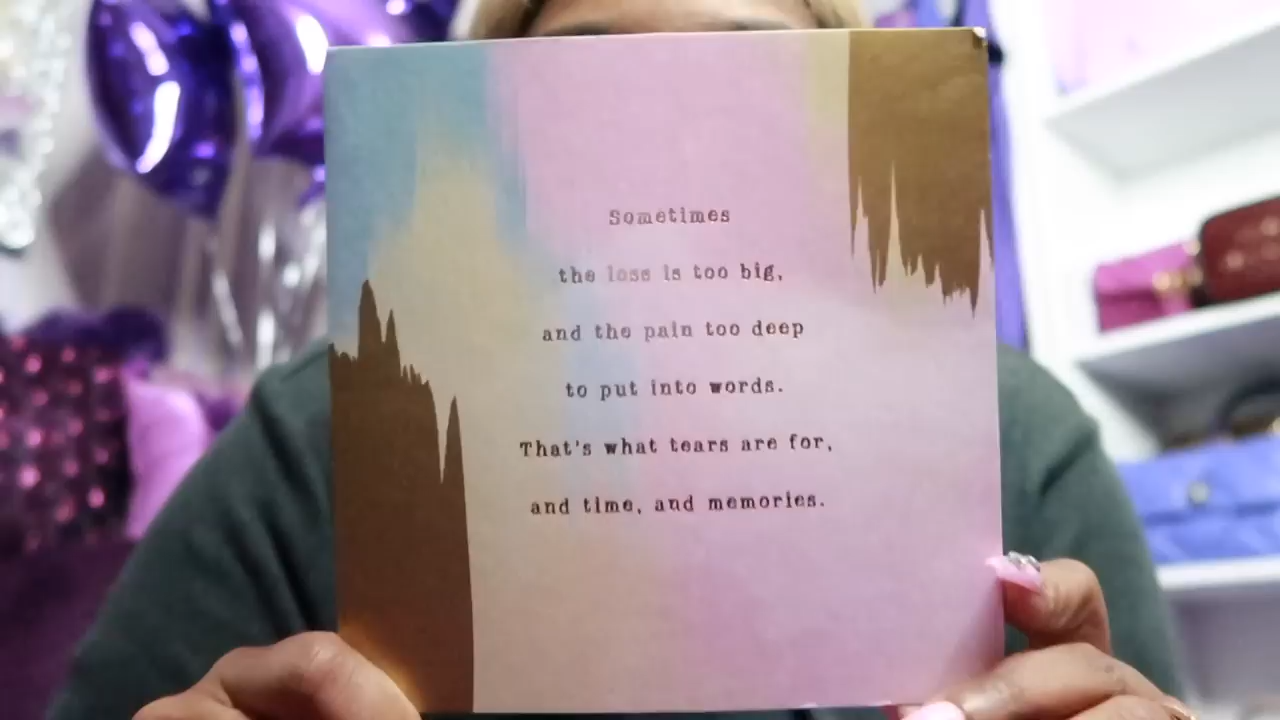 Sometimes
the loss is too big,
and the pain too deep
to put into words.
That's what tears are for,
and time, and memories.